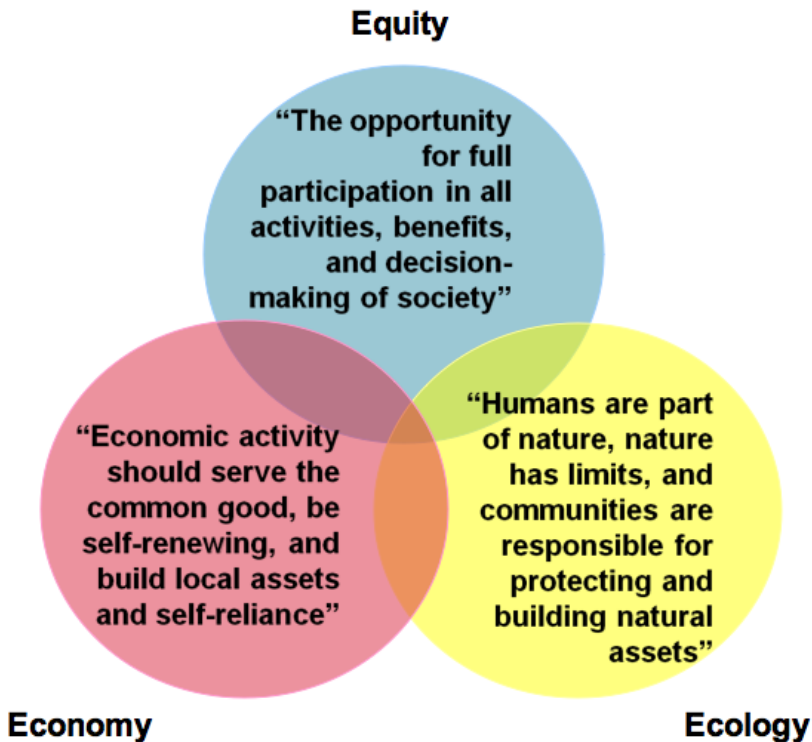 Equity
“The opportunity
for full
participation in all
activities, benefits,
and decision-
making of society”
“Economic activity
should serve the
common good, be
self-renewing, and
build local assets
and self-reliance”
“Humans are part
of nature, nature
has limits, and
communities are
responsible for
protecting and
building natural
assets”
Economy
Ecology